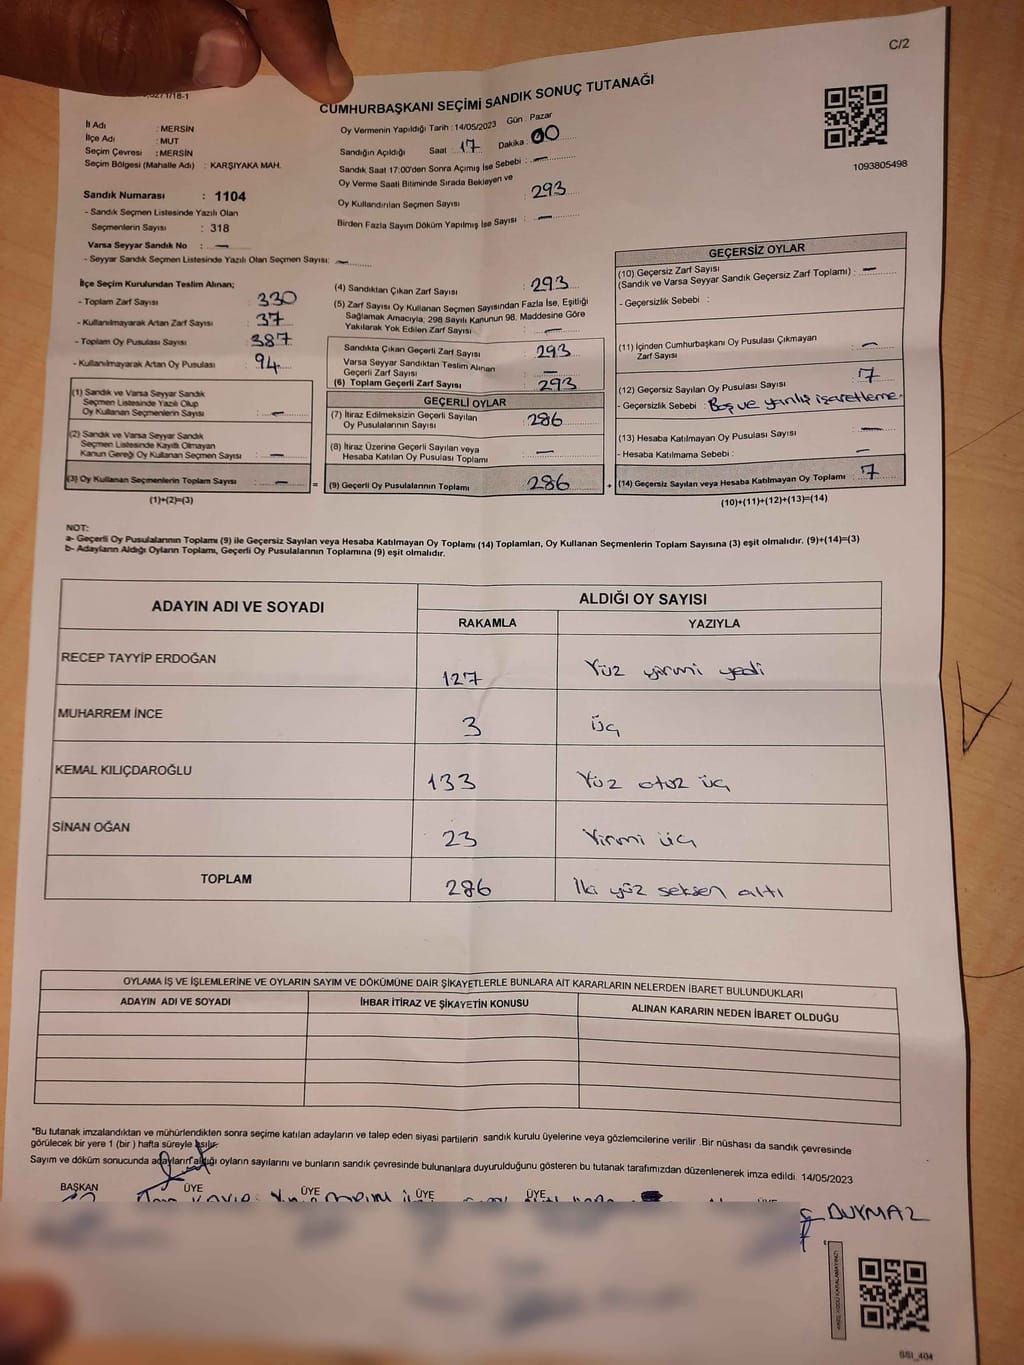 C/2
CUMHURBAŞKANI SEÇİMİ SANDIK SONUÇ TUTANAĞI
İl Adı : MERSİN
İlçe Adı : MUT
Seçim Çevresi : MERSİN
Seçim Bölgesi (Mahalle Adı) : KARŞIYAKA MAH.
Sandık Numarası : 1104
- Sandık Seçmen Listesinde Yazılı Olan
Seçmenlerin Sayısı : 318
Varsa Seyyar Sandık No : —
- Seyyar Sandık Seçmen Listesinde Yazılı Olan Seçmen Sayısı: —
Oy Vermenin Yapıldığı Tarih : 14/05/2023 Gün : Pazar
Sandığın Açıldığı Saat : 17 Dakika : 00
Sandık Saat 17:00'den Sonra Açımış İse Sebebi : —
Oy Verme Saati Bitiminde Sırada Bekleyen ve
Oy Kullandırılan Seçmen Sayısı : 293
Birden Fazla Sayım Döküm Yapılmış İse Sayısı : —
1093805498
İlçe Seçim Kurulundan Teslim Alınan;
- Toplam Zarf Sayısı : 330
- Kullanılmayarak Artan Zarf Sayısı : 37
- Toplam Oy Pusulası Sayısı : 387
- Kullanılmayarak Artan Oy Pusulası : 94
(1) Sandık ve Varsa Seyyar Sandık
Seçmen Listesinde Yazılı Olup
Oy Kullanan Seçmenlerin Sayısı : —
(2) Sandık ve Varsa Seyyar Sandık
Seçmen Listesinde Kayıtlı Olmayan
Kanun Gereği Oy Kullanan Seçmen Sayısı : —
(3) Oy Kullanan Seçmenlerin Toplam Sayısı : —
(1)+(2)=(3)
(4) Sandıktan Çıkan Zarf Sayısı : 293
(5) Zarf Sayısı Oy Kullanan Seçmen Sayısından Fazla İse, Eşitliği
Sağlamak Amacıyla; 298 Sayılı Kanunun 98. Maddesine Göre
Yakılarak Yok Edilen Zarf Sayısı : —
Sandıkta Çıkan Geçerli Zarf Sayısı : 293
Varsa Seyyar Sandıktan Teslim Alınan
Geçerli Zarf Sayısı : —
(6) Toplam Geçerli Zarf Sayısı : 293
GEÇERLİ OYLAR
(7) İtiraz Edilmeksizin Geçerli Sayılan
Oy Pusulalarının Sayısı : 286
(8) İtiraz Üzerine Geçerli Sayılan veya
Hesaba Katılan Oy Pusulası Toplamı : —
= (9) Geçerli Oy Pusulalarının Toplamı : 286 +
GEÇERSİZ OYLAR
(10) Geçersiz Zarf Sayısı
(Sandık ve Varsa Seyyar Sandık Geçersiz Zarf Toplamı) : —
- Geçersizlik Sebebi :
(11) İçinden Cumhurbaşkanı Oy Pusulası Çıkmayan
Zarf Sayısı : —
(12) Geçersiz Sayılan Oy Pusulası Sayısı : 7
- Geçersizlik Sebebi : Boş ve yanlış işaretleme
(13) Hesaba Katılmayan Oy Pusulası Sayısı : —
- Hesaba Katılmama Sebebi : —
(14) Geçersiz Sayılan veya Hesaba Katılmayan Oy Toplamı : 7
(10)+(11)+(12)+(13)=(14)
NOT:
a- Geçerli Oy Pusulalarının Toplamı (9) ile Geçersiz Sayılan veya Hesaba Katılmayan Oy Toplamı (14) Toplamları, Oy Kullanan Seçmenlerin Toplam Sayısına (3) eşit olmalıdır. (9)+(14)=(3)
b- Adayların Aldığı Oyların Toplamı, Geçerli Oy Pusulalarının Toplamına (9) eşit olmalıdır.
ADAYIN ADI VE SOYADI ALDIĞI OY SAYISI
RAKAMLA YAZIYLA
RECEP TAYYİP ERDOĞAN 127 Yüz yirmi yedi
MUHARREM İNCE 3 üç
KEMAL KILIÇDAROĞLU 133 Yüz otuz üç
SİNAN OĞAN 23 Yirmi üç
TOPLAM 286 İki yüz seksen altı
OYLAMA İŞ VE İŞLEMLERİNE VE OYLARIN SAYIM VE DÖKÜMÜNE DAİR ŞİKAYETLERLE BUNLARA AİT KARARLARIN NELERDEN İBARET BULUNDUKLARI
ADAYIN ADI VE SOYADI İHBAR İTİRAZ VE ŞİKAYETİN KONUSU ALINAN KARARIN NEDEN İBARET OLDUĞU
*Bu tutanak imzalandıktan ve mühürlendikten sonra seçime katılan adayların ve talep eden siyasi partilerin sandık kurulu üyelerine veya gözlemcilerine verilir .Bir nüshası da sandık çevresinde
görülecek bir yere 1 (bir ) hafta süreyle asılır.
Sayım ve döküm sonucunda adayların aldığı oyların sayılarını ve bunların sandık çevresinde bulunanlara duyurulduğunu gösteren bu tutanak tarafımızdan düzenlenerek imza edildi 14/05/2023
BAŞKAN ÜYE ÜYE ÜYE ÜYE
DUYMAZ
SSI_404